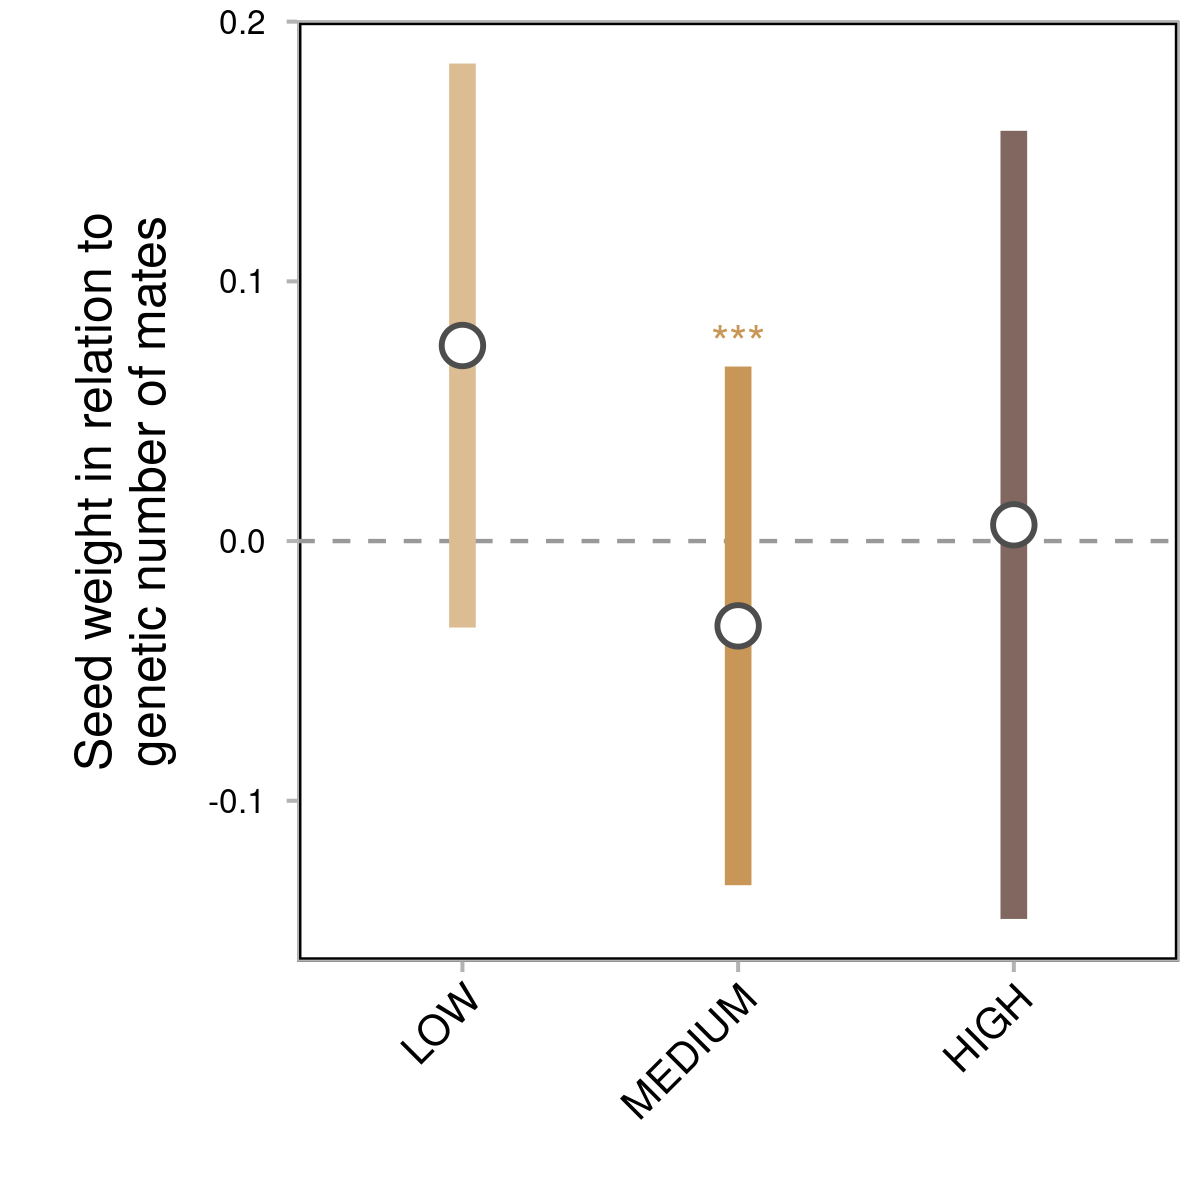 Seed weight in relation to
genetic number of mates
0.2
0.1
0.0
-0.1
***
LOW
MEDIUM
HIGH